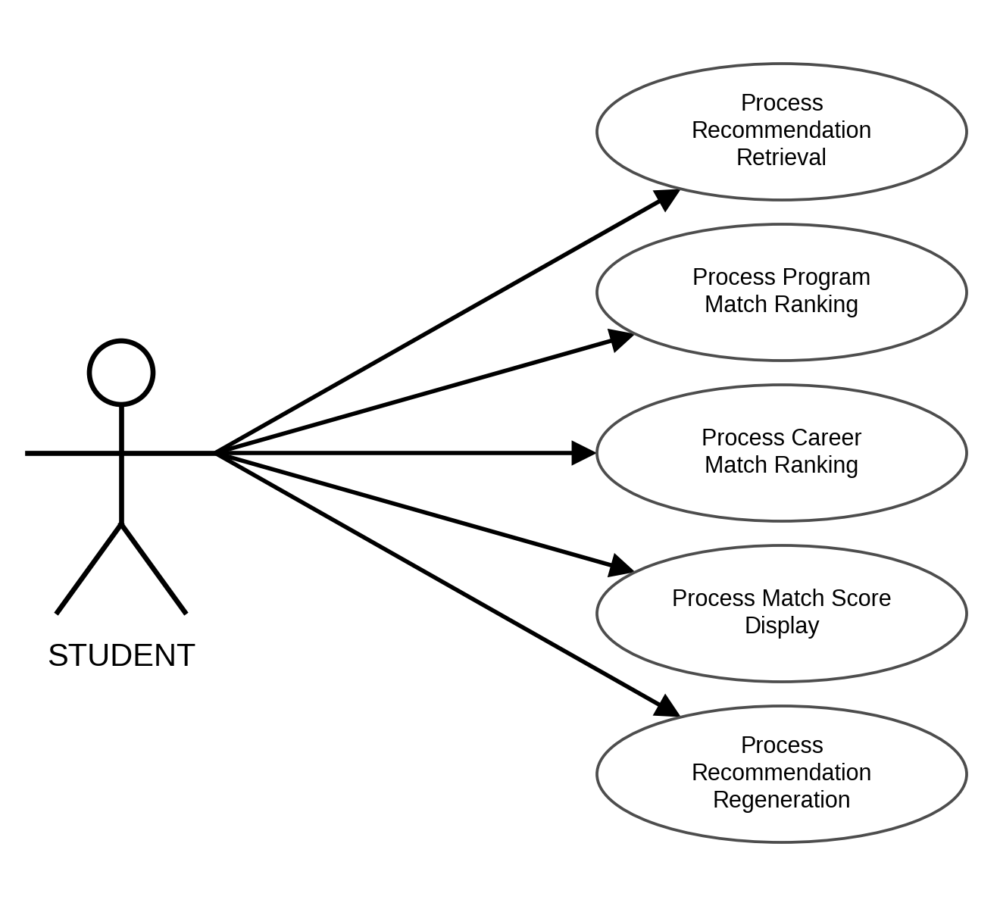 Process
Recommendation
Retrieval
Process Program
Match Ranking
Process Career
Match Ranking
Process Match Score
Display
Process
Recommendation
Regeneration
STUDENT